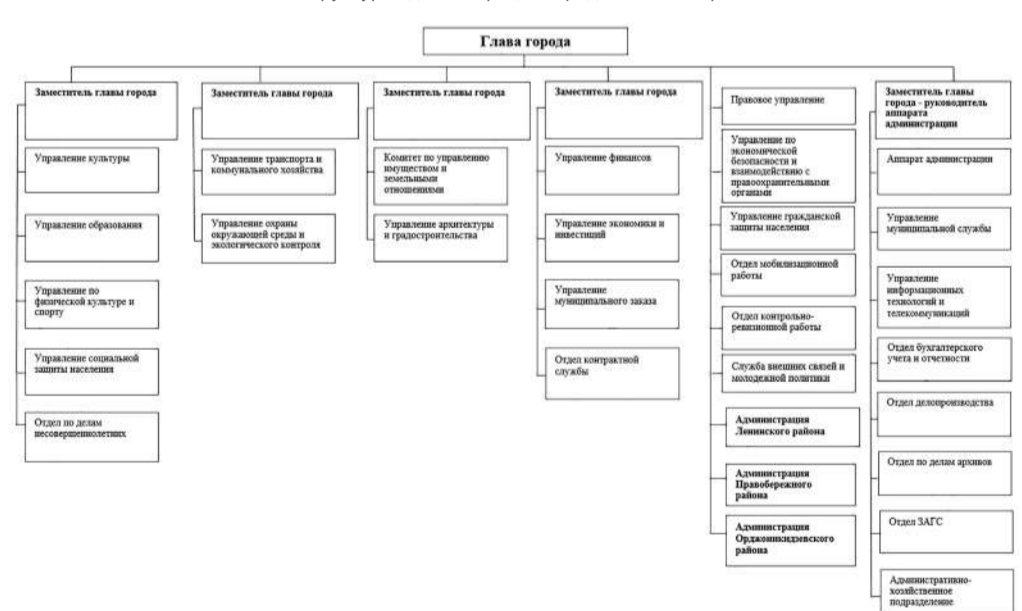 Глава города
Заместитель главы города
Управление культуры
Управление образования
Управление по
физической культуре и
спорту
Управление социальной
защиты населения
Отдел по делам
несовершеннолетних
Заместитель главы города
Управление транспорта и
коммунального хозяйства
Управление охраны
окружающей среды и
экологического контроля
Заместитель главы города
Комитет по управлению
имуществом и
земельными
отношениями
Управление архитектуры
и градостроительства
Заместитель главы города
Управление финансов
Управление экономики и
инвестиций
Управление
муниципального заказа
Отдел контрактной
службы
Правовое управление
Управление по
экономической
безопасности и
взаимодействию с
правоохранительными
органами
Управление гражданской
защиты населения
Отдел мобилизационной
работы
Отдел контрольно-
ревизионной работы
Служба внешних связей и
молодежной политики
Администрация
Ленинского района
Администрация
Правобережного
района
Администрация
Орджоникидзевского
района
Заместитель главы
города - руководитель
аппарата
администрации
Аппарат администрации
Управление
муниципальной службы
Управление
информационных
технологий и
телекоммуникаций
Отдел бухгалтерского
учета и отчетности
Отдел делопроизводства
Отдел по делам архивов
Отдел ЗАГС
Административно-
хозяйственное
подразделение